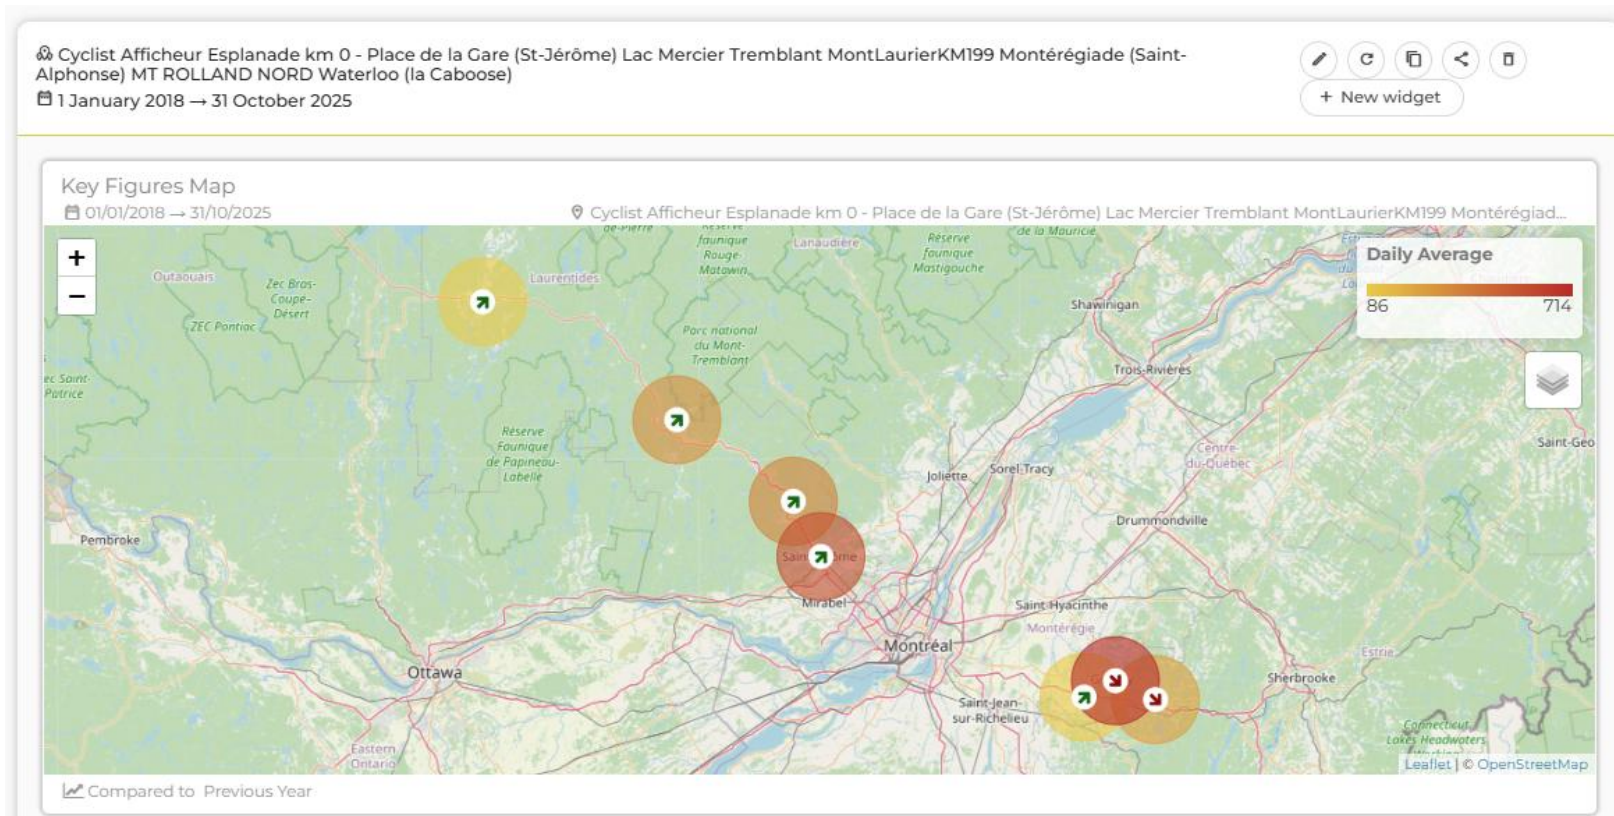 Cyclist Afficheur Esplanade km 0 - Place de la Gare (St-Jérôme) Lac Mercier Tremblant MontLaurierKM199 Montérégiade (Saint-
Alphonse) MT ROLLAND NORD Waterloo (la Caboose)
1 January 2018 → 31 October 2025
+ New widget
Key Figures Map
01/01/2018 → 31/10/2025
Cyclist Afficheur Esplanade km 0 - Place de la Gare (St-Jérôme) Lac Mercier Tremblant MontLaurierKM199 Montérégiad...
+
−
Daily Average
86
714
faunique
Rouge-
Matawin
Lanaudière
Réserve
faunique
Mastigouche
de la Mauricie
Outaouais
Zec Bras-
Coupé-
Désert
Laurentides
ZEC Pontiac
Shawinigan
Parc national
du Mont-
Tremblant
Trois-Rivières
ec Saint-
Patrice
Réserve
Faunique
de Papineau-
Labelle
Centre-
du-Québec
Saint-Geo
Joliette
Sorel-Tracy
Pembroke
Drummondville
Mirabel
Saint-Hyacinthe
Montérégie
Montréal
Estrie
Ottawa
Sherbrooke
Saint-Jean-
sur-Richelieu
Connecticut
Lakes Headwaters
Eastern
Ontario
Leaflet | © OpenStreetMap
Compared to Previous Year